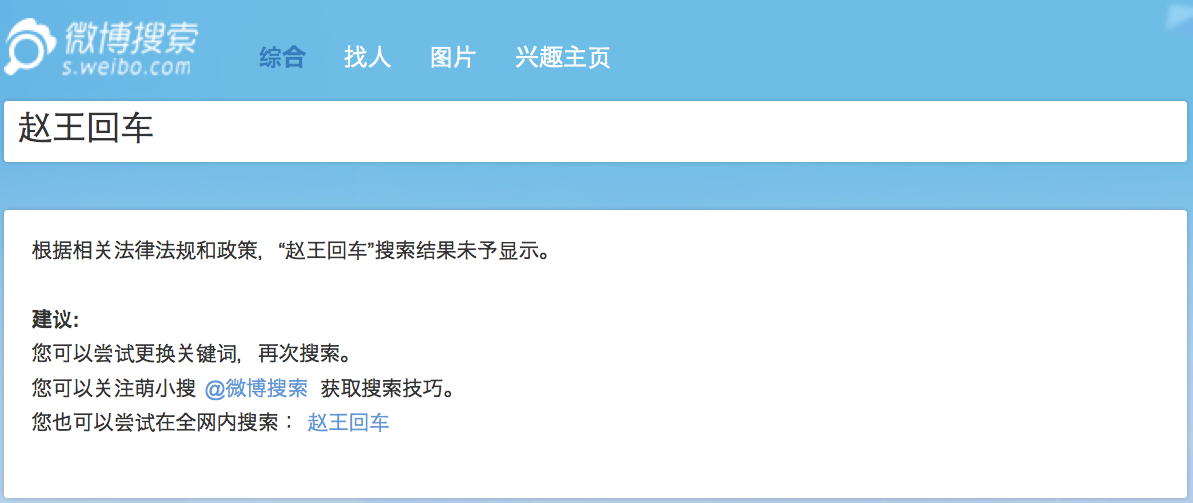 微博搜索
s.weibo.com
综合 找人 图片 兴趣主页
赵王回车
根据相关法律法规和政策，“赵王回车”搜索结果未予显示。
建议:
您可以尝试更换关键词，再次搜索。
您可以关注萌小搜 @微博搜索 获取搜索技巧。
您也可以尝试在全网内搜索： 赵王回车